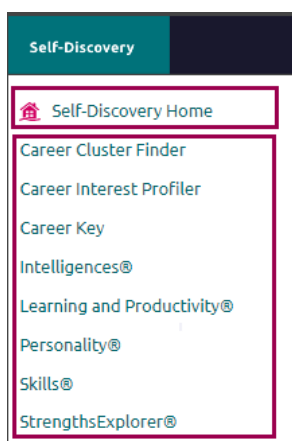 Self-Discovery
Self-Discovery Home
Career Cluster Finder
Career Interest Profiler
Career Key
Intelligences®
Learning and Productivity®
Personality®
Skills®
StrengthsExplorer®